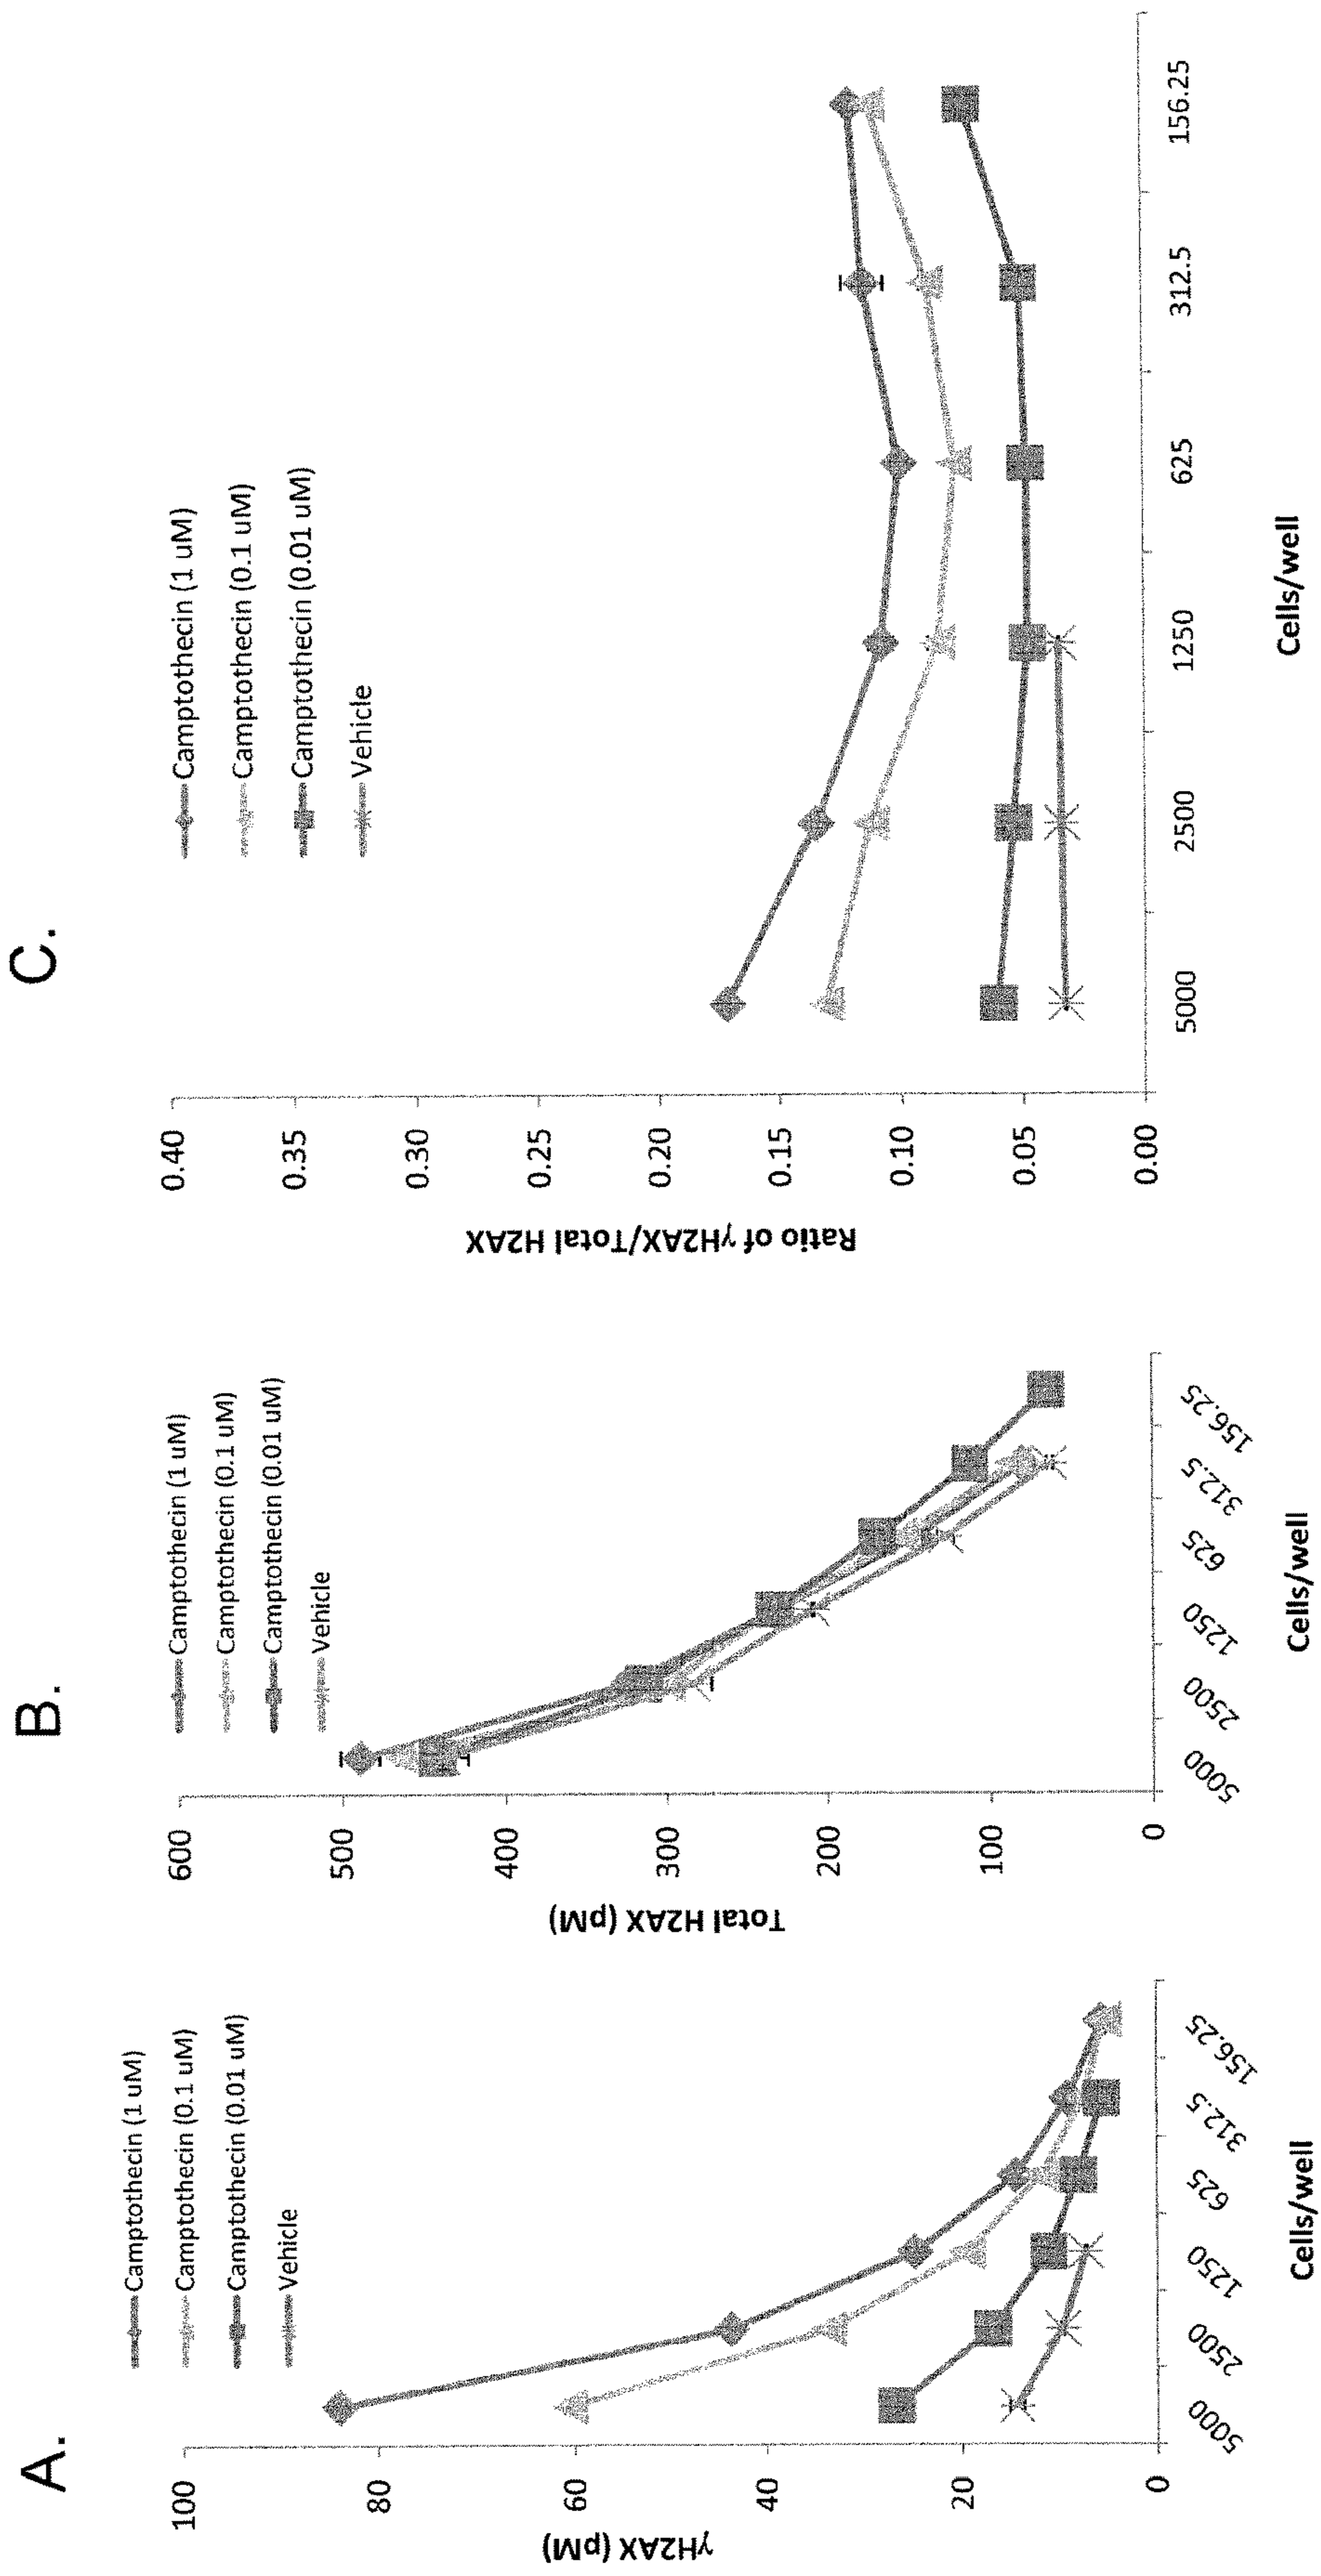 A.
Camptothecin (1 uM)
Camptothecin (0.1 uM)
Camptothecin (0.01 uM)
Vehicle
γH2AX (pM)
100
80
60
40
20
0
5000
2500
1250
625
312.5
156.25
Cells/well
B.
Camptothecin (1 uM)
Camptothecin (0.1 uM)
Camptothecin (0.01 uM)
Vehicle
Total H2AX (pM)
600
500
400
300
200
100
0
5000
2500
1250
625
312.5
156.25
Cells/well
C.
Camptothecin (1 uM)
Camptothecin (0.1 uM)
Camptothecin (0.01 uM)
Vehicle
Ratio of γH2AX/Total H2AX
0.40
0.35
0.30
0.25
0.20
0.15
0.10
0.05
0.00
5000
2500
1250
625
312.5
156.25
Cells/well